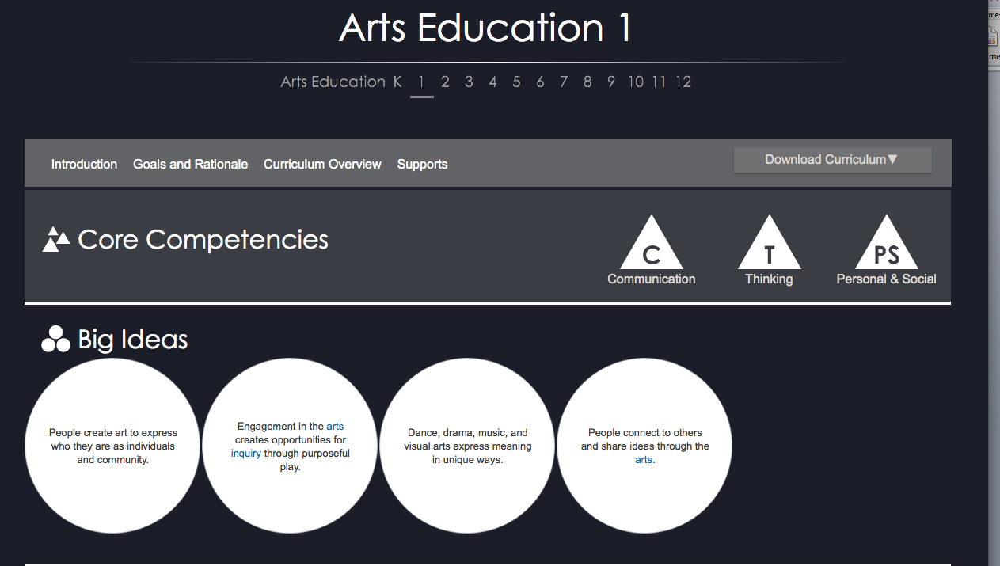 Arts Education 1
Arts Education K 1 2 3 4 5 6 7 8 9 10 11 12
Introduction Goals and Rationale Curriculum Overview Supports Download Curriculum▼
Core Competencies
C T PS
Communication Thinking Personal & Social
Big Ideas
People create art to express
who they are as individuals
and community.
Engagement in the arts
creates opportunities for
inquiry through purposeful
play.
Dance, drama, music, and
visual arts express meaning
in unique ways.
People connect to others
and share ideas through the
arts.